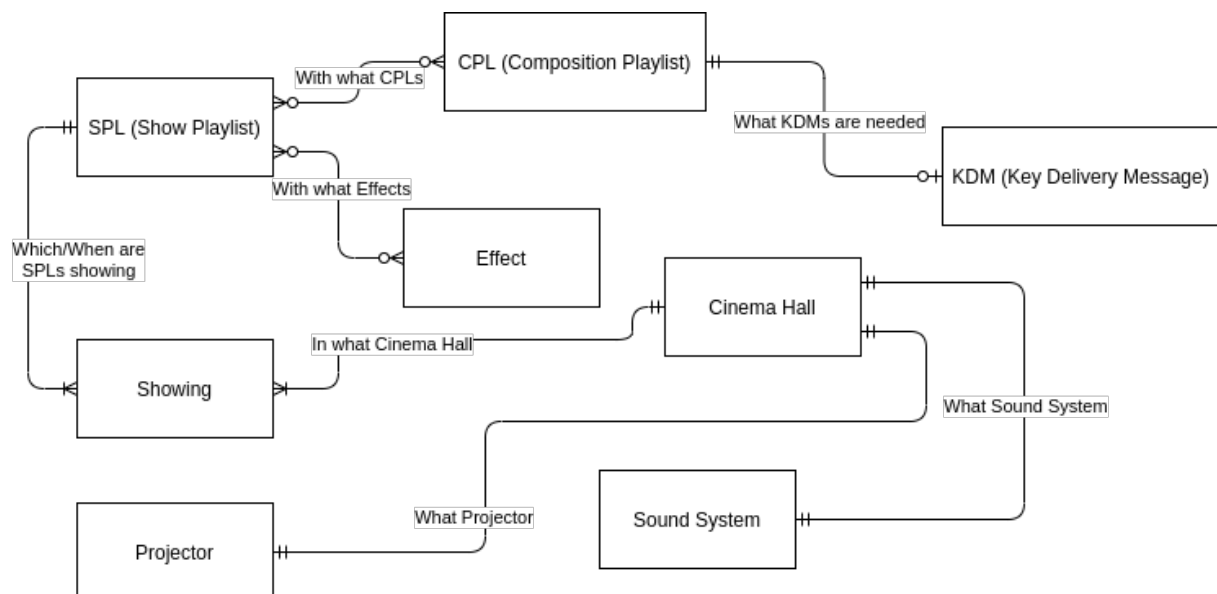 CPL (Composition Playlist)
With what CPLs
SPL (Show Playlist)
What KDMs are needed
KDM (Key Delivery Message)
With what Effects
Which/When are
SPLs showing
Effect
Cinema Hall
In what Cinema Hall
Showing
What Sound System
What Projector
Sound System
Projector